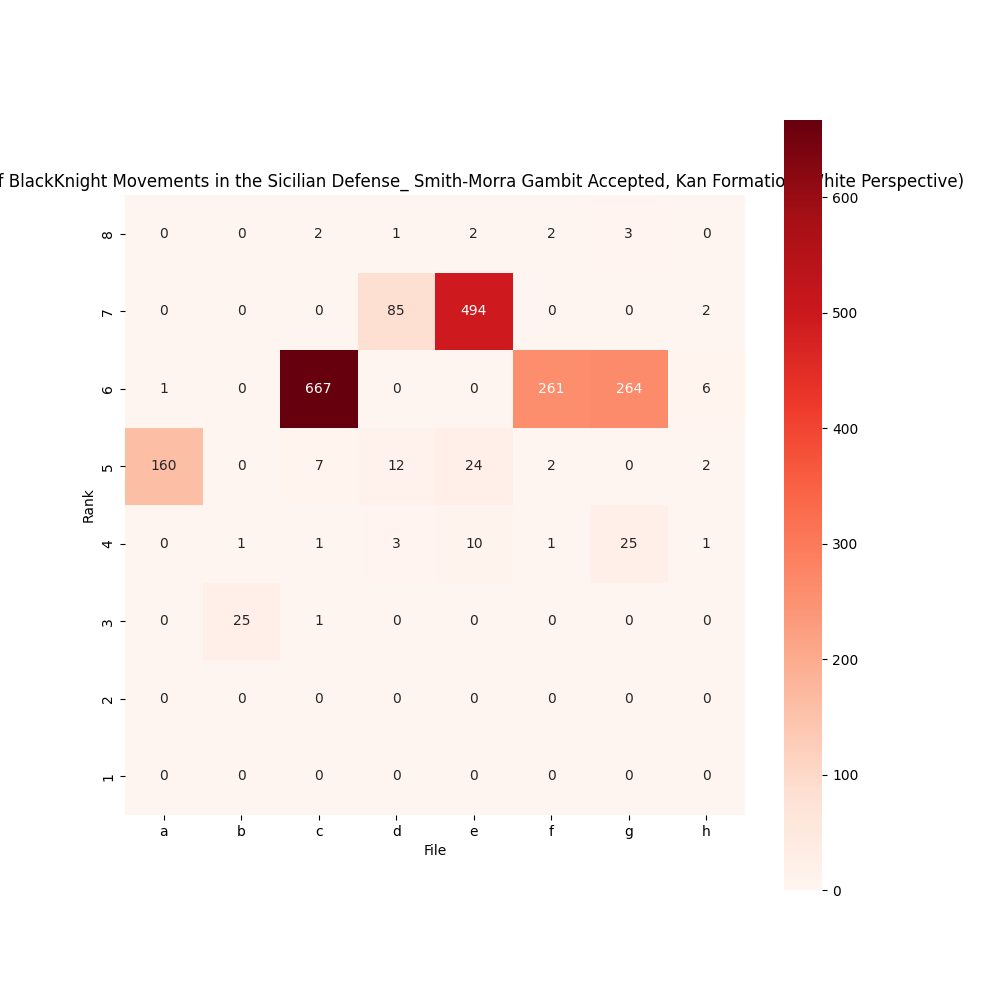 f BlackKnight Movements in the Sicilian Defense_ Smith-Morra Gambit Accepted, Kan Formatio hite Perspective)
600
8 0 0 2 1 2 2 3 0
7 0 0 0 85 494 0 0 2
500
6 1 0 667 0 0 261 264 6
400
5 160 0 7 12 24 2 0 2
Rank
4 0 1 1 3 10 1 25 1
300
3 0 25 1 0 0 0 0 0
200
2 0 0 0 0 0 0 0 0
1 0 0 0 0 0 0 0 0
100
a b c d e f g h
File
0